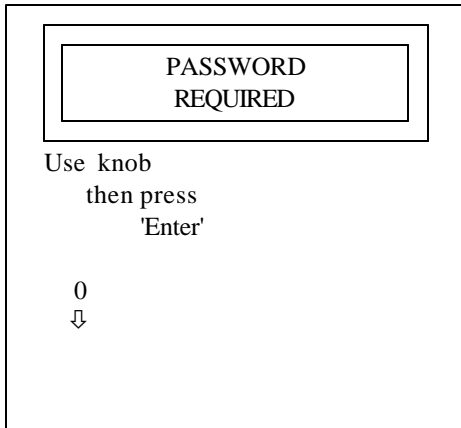 PASSWORD
REQUIRED
Use knob
then press
'Enter'
0
⇩